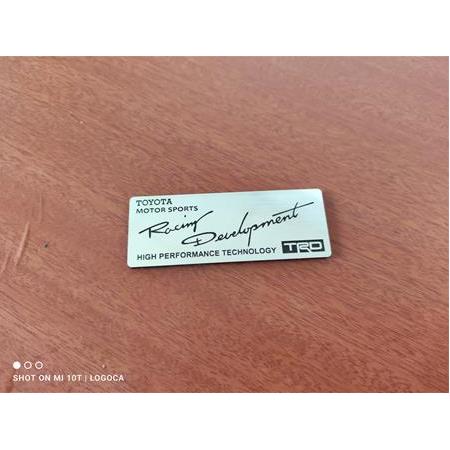 TOYOTA
MOTOR SPORTS
Racing Development
HIGH PERFORMANCE TECHNOLOGY TRD
SHOT ON MI 10T | LOGOCA